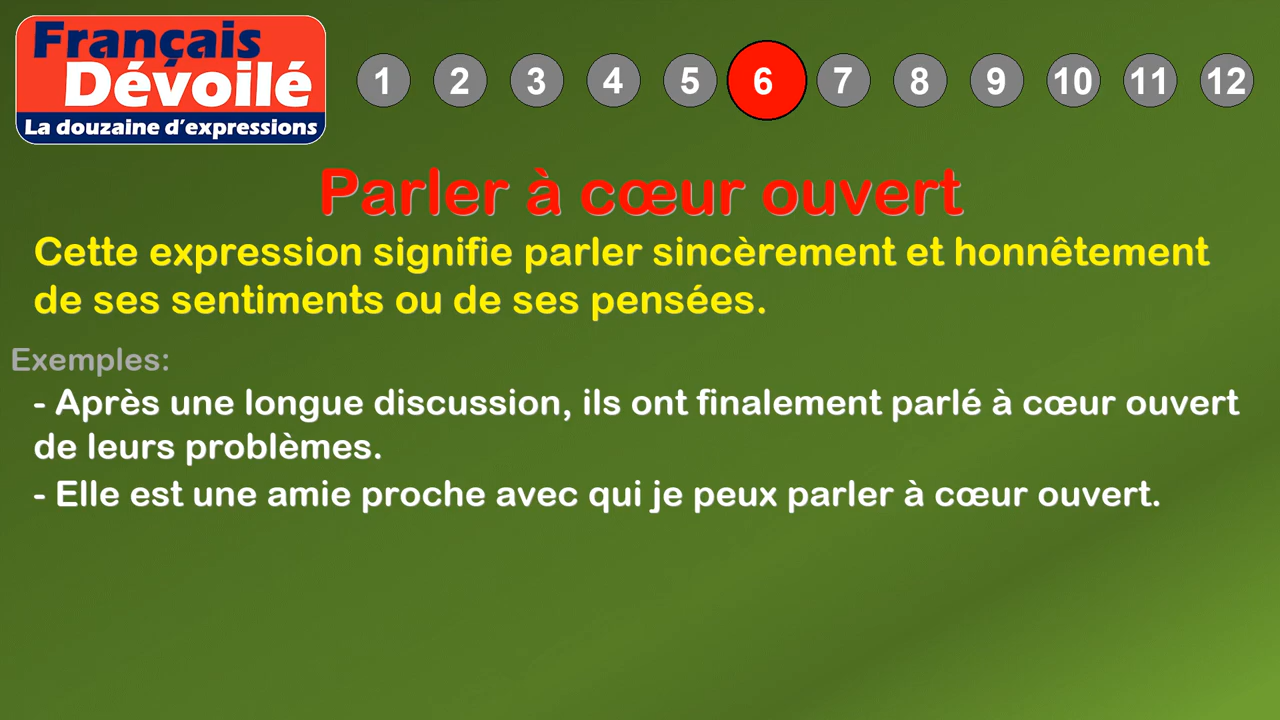 Français
Dévoilé
La douzaine d'expressions
1 2 3 4 5 6 7 8 9 10 11 12
Parler à cœur ouvert
Cette expression signifie parler sincèrement et honnêtement
de ses sentiments ou de ses pensées.
Exemples:
- Après une longue discussion, ils ont finalement parlé à cœur ouvert
de leurs problèmes.
- Elle est une amie proche avec qui je peux parler à cœur ouvert.